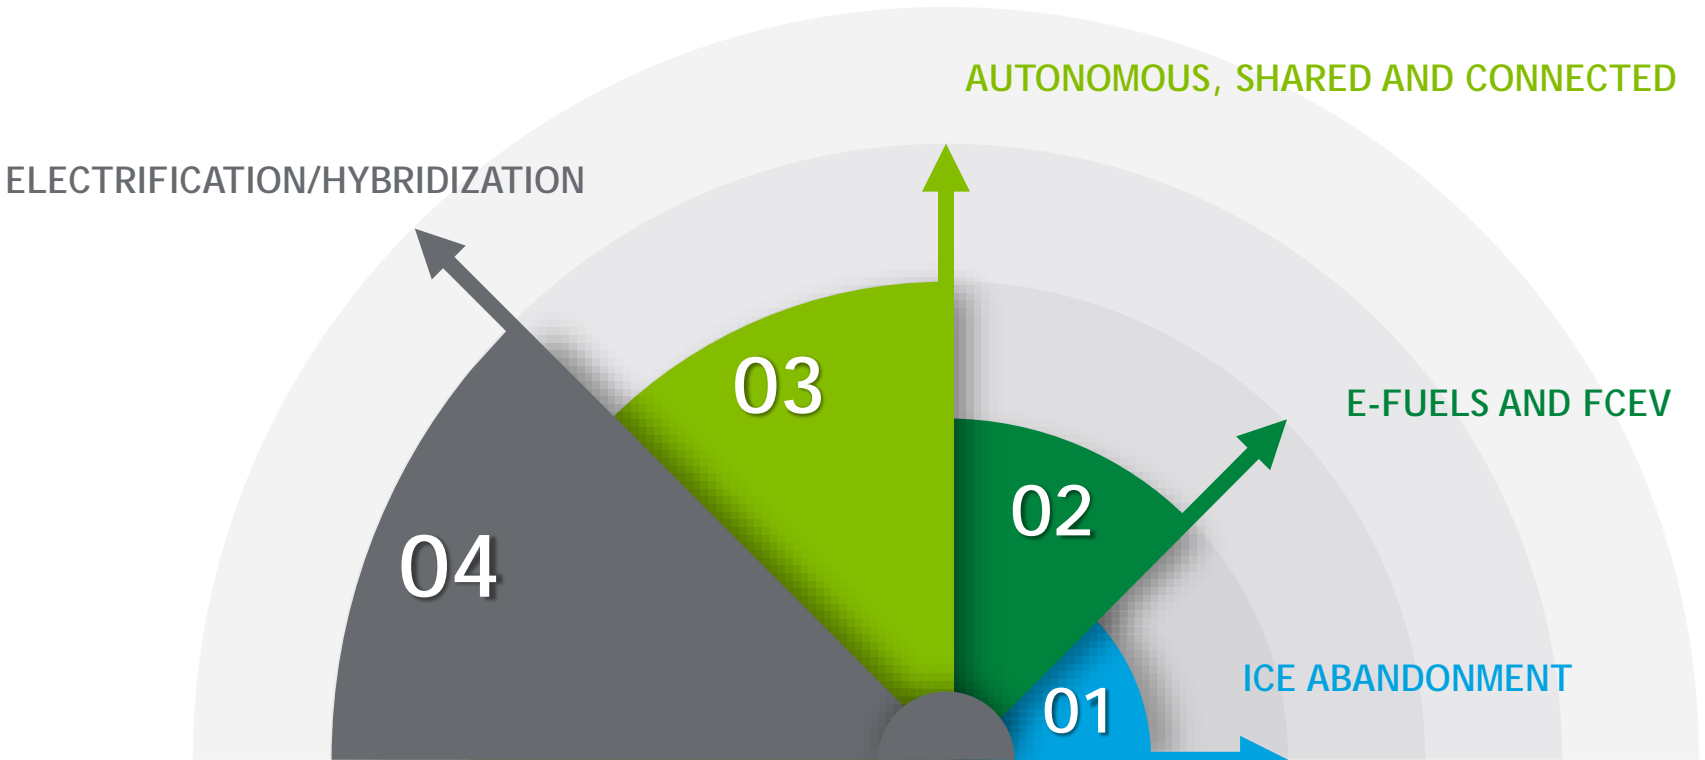 AUTONOMOUS, SHARED AND CONNECTED
ELECTRIFICATION/HYBRIDIZATION
03
E-FUELS AND FCEV
02
04
ICE ABANDONMENT
01